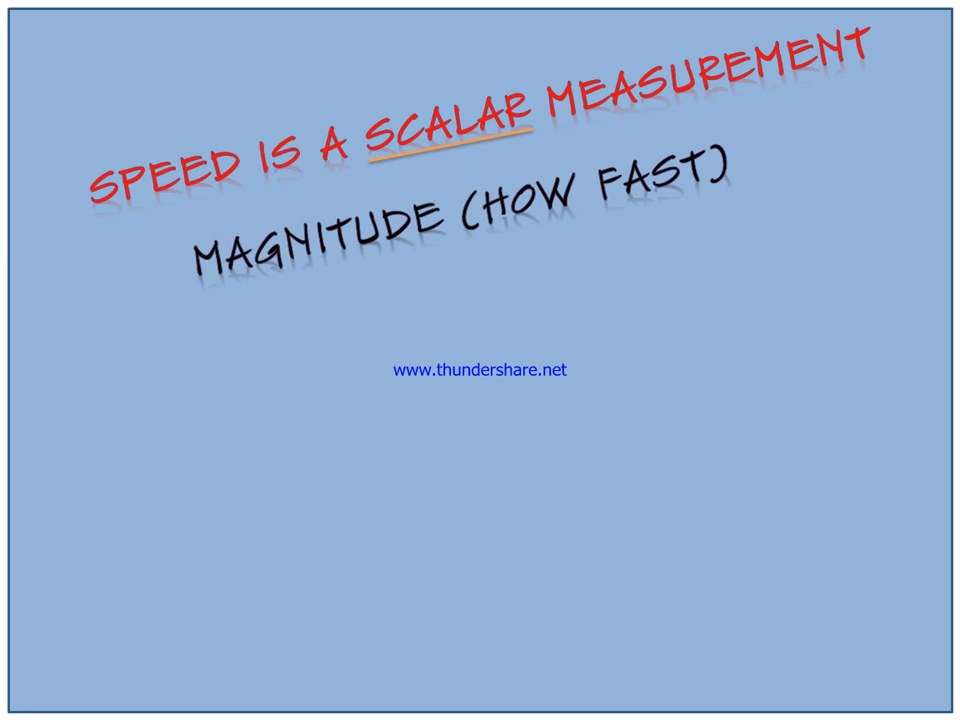 SPEED IS A SCALAR MEASUREMENT
MAGNITUDE (HOW FAST)
www.thundershare.net